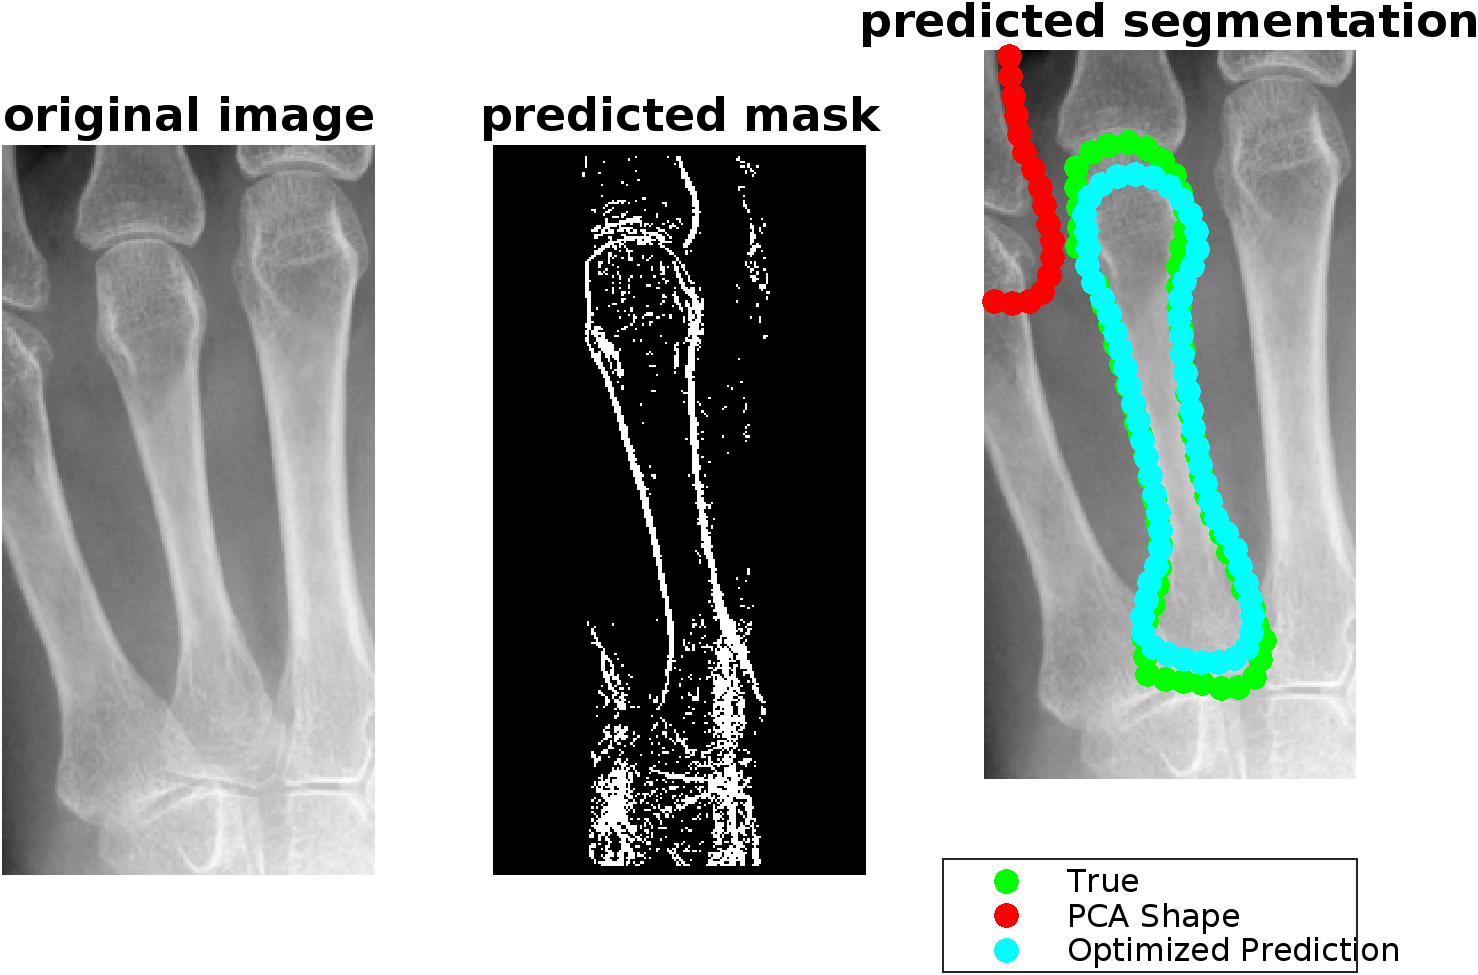 original image
predicted mask
predicted segmentation
True
PCA Shape
Optimized Prediction